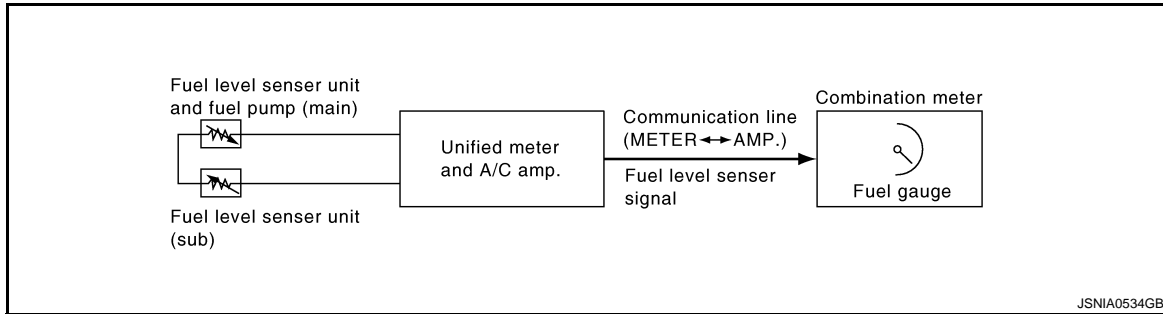 Fuel level senser unit
and fuel pump (main)
Fuel level senser unit
(sub)
Unified meter
and A/C amp.
Communication line
(METER↔AMP.)
Fuel level senser
signal
Combination meter
Fuel gauge
JSNIA0534GB